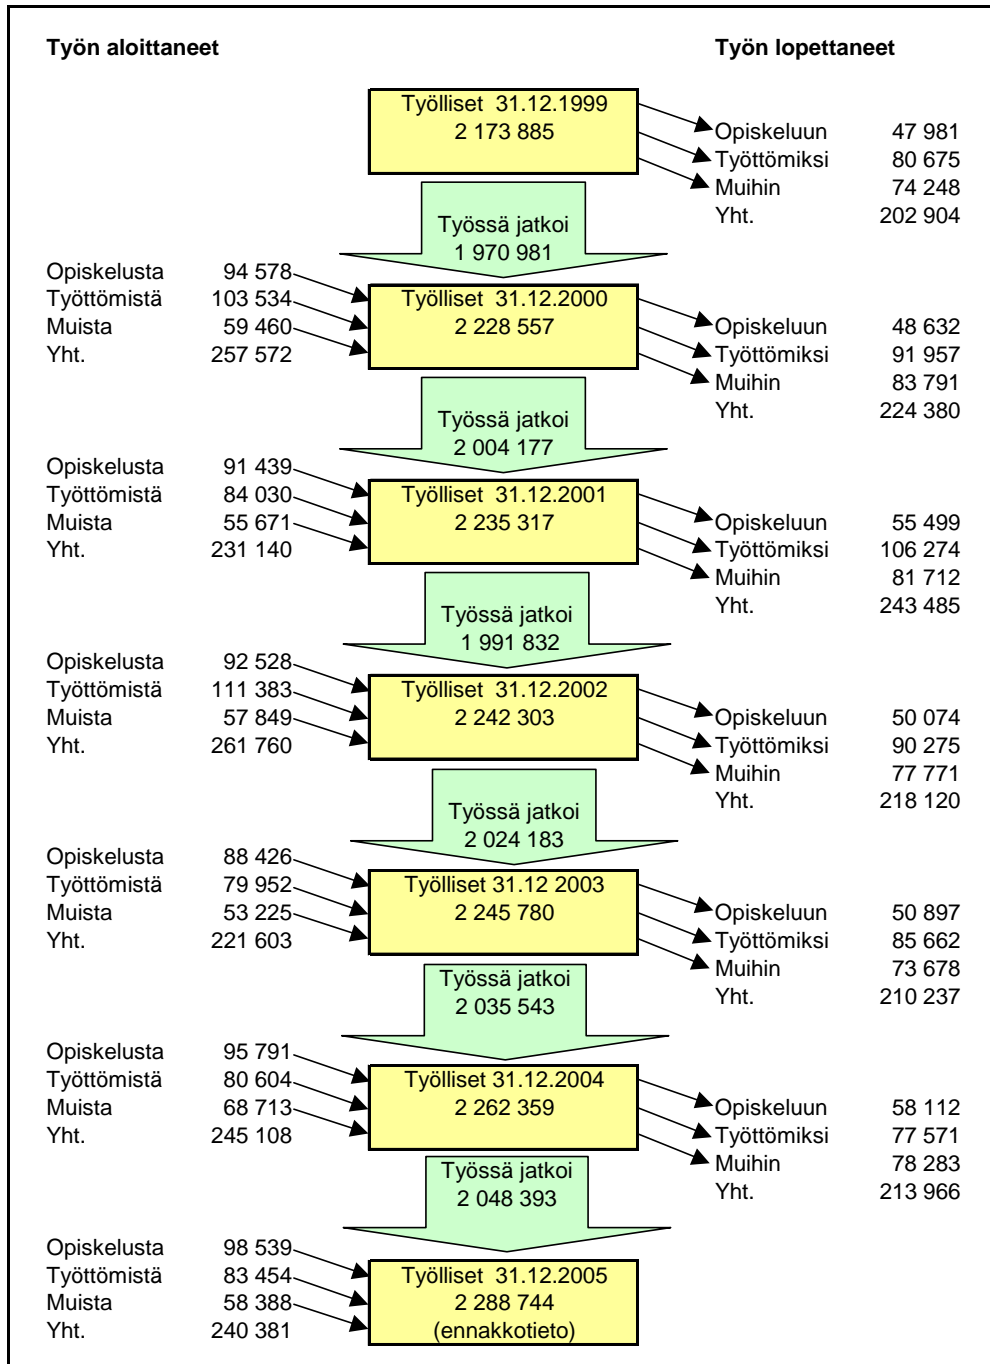 Työn aloittaneet
Työn lopettaneet
Työlliset 31.12.1999
2 173 885
Opiskeluun 47 981
Työttömiksi 80 675
Muihin 74 248
Yht. 202 904
Työssä jatkoi
1 970 981
Opiskelusta 94 578
Työttömistä 103 534
Muista 59 460
Yht. 257 572
Työlliset 31.12.2000
2 228 557
Opiskeluun 48 632
Työttömiksi 91 957
Muihin 83 791
Yht. 224 380
Työssä jatkoi
2 004 177
Opiskelusta 91 439
Työttömistä 84 030
Muista 55 671
Yht. 231 140
Työlliset 31.12.2001
2 235 317
Opiskeluun 55 499
Työttömiksi 106 274
Muihin 81 712
Yht. 243 485
Työssä jatkoi
1 991 832
Opiskelusta 92 528
Työttömistä 111 383
Muista 57 849
Yht. 261 760
Työlliset 31.12.2002
2 242 303
Opiskeluun 50 074
Työttömiksi 90 275
Muihin 77 771
Yht. 218 120
Työssä jatkoi
2 024 183
Opiskelusta 88 426
Työttömistä 79 952
Muista 53 225
Yht. 221 603
Työlliset 31.12 2003
2 245 780
Opiskeluun 50 897
Työttömiksi 85 662
Muihin 73 678
Yht. 210 237
Työssä jatkoi
2 035 543
Opiskelusta 95 791
Työttömistä 80 604
Muista 68 713
Yht. 245 108
Työlliset 31.12.2004
2 262 359
Opiskeluun 58 112
Työttömiksi 77 571
Muihin 78 283
Yht. 213 966
Työssä jatkoi
2 048 393
Opiskelusta 98 539
Työttömistä 83 454
Muista 58 388
Yht. 240 381
Työlliset 31.12.2005
2 288 744
(ennakkotieto)